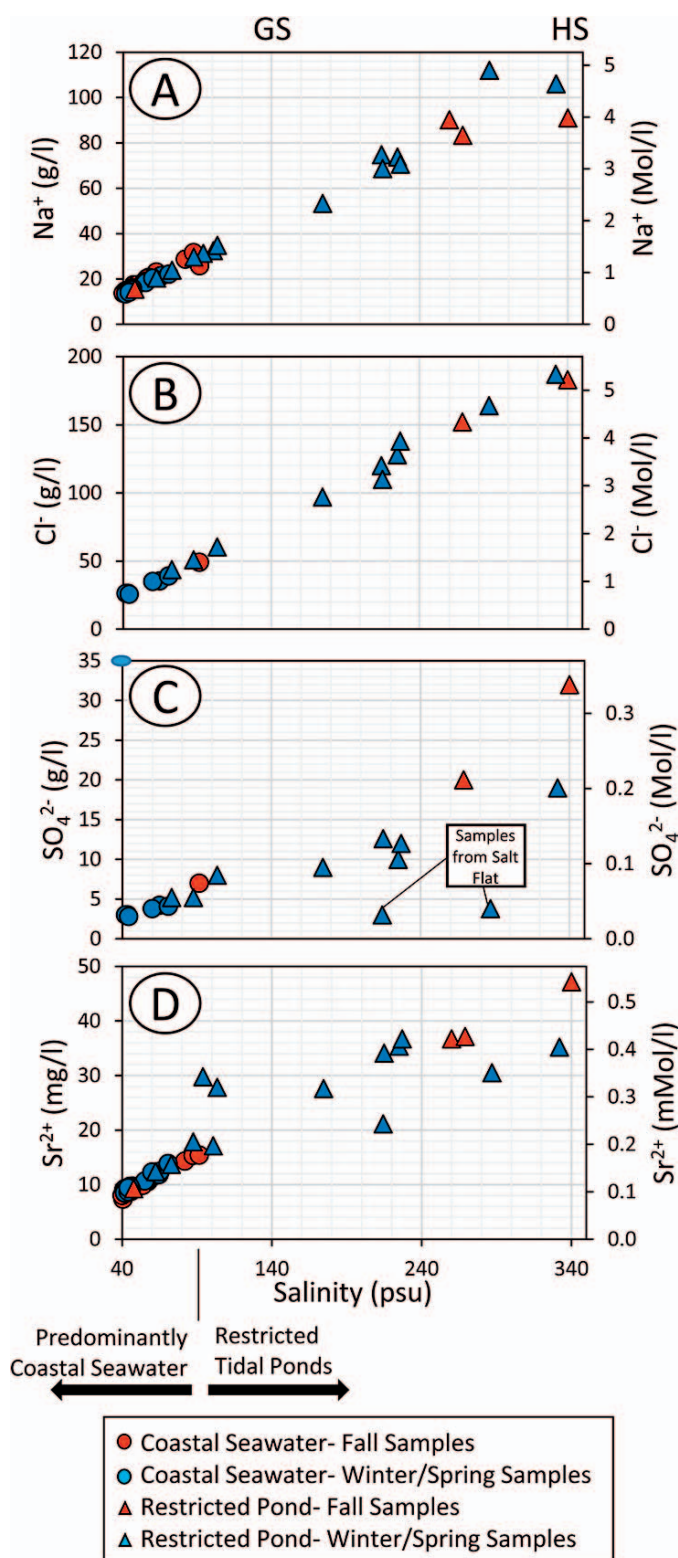 GS HS
A
120
100
80
60
40
20
0
Na⁺ (g/l)
5
4
3
2
1
0
Na⁺ (Mol/l)
B
200
150
100
50
0
Cl⁻ (g/l)
5
4
3
2
1
0
Cl⁻ (Mol/l)
C
35
30
25
20
15
10
5
0
SO₄²⁻ (g/l)
0.3
0.2
0.1
0.0
SO₄²⁻ (Mol/l)
Samples
from Salt
Flat
D
50
40
30
20
10
0
Sr²⁺ (mg/l)
0.5
0.4
0.3
0.2
0.1
0.0
Sr²⁺ (mMol/l)
40 140 240 340
Salinity (psu)
Predominantly
Coastal Seawater
Restricted
Tidal Ponds
Coastal Seawater- Fall Samples
Coastal Seawater- Winter/Spring Samples
Restricted Pond- Fall Samples
Restricted Pond- Winter/Spring Samples